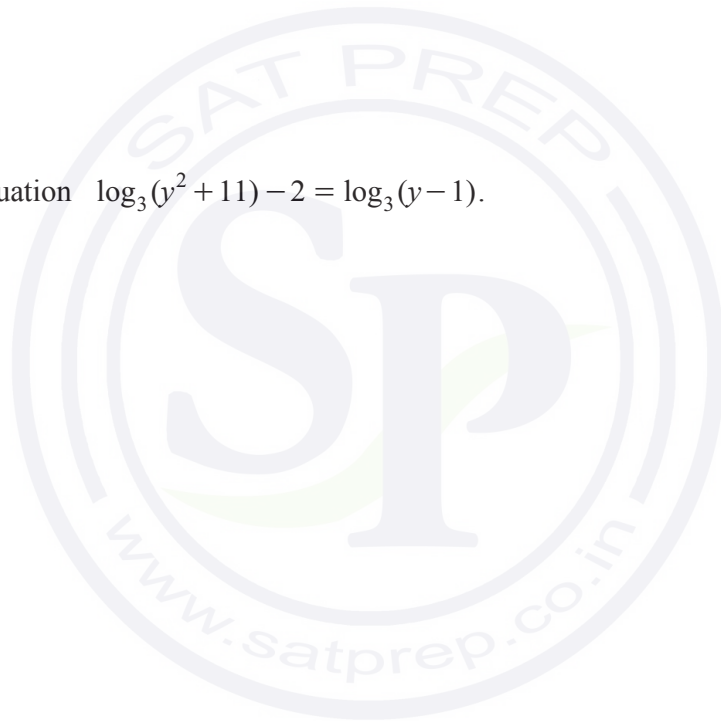 SAT PREP
uation log₃(y² + 11) − 2 = log₃(y − 1).
SP
www.satprep.co.in